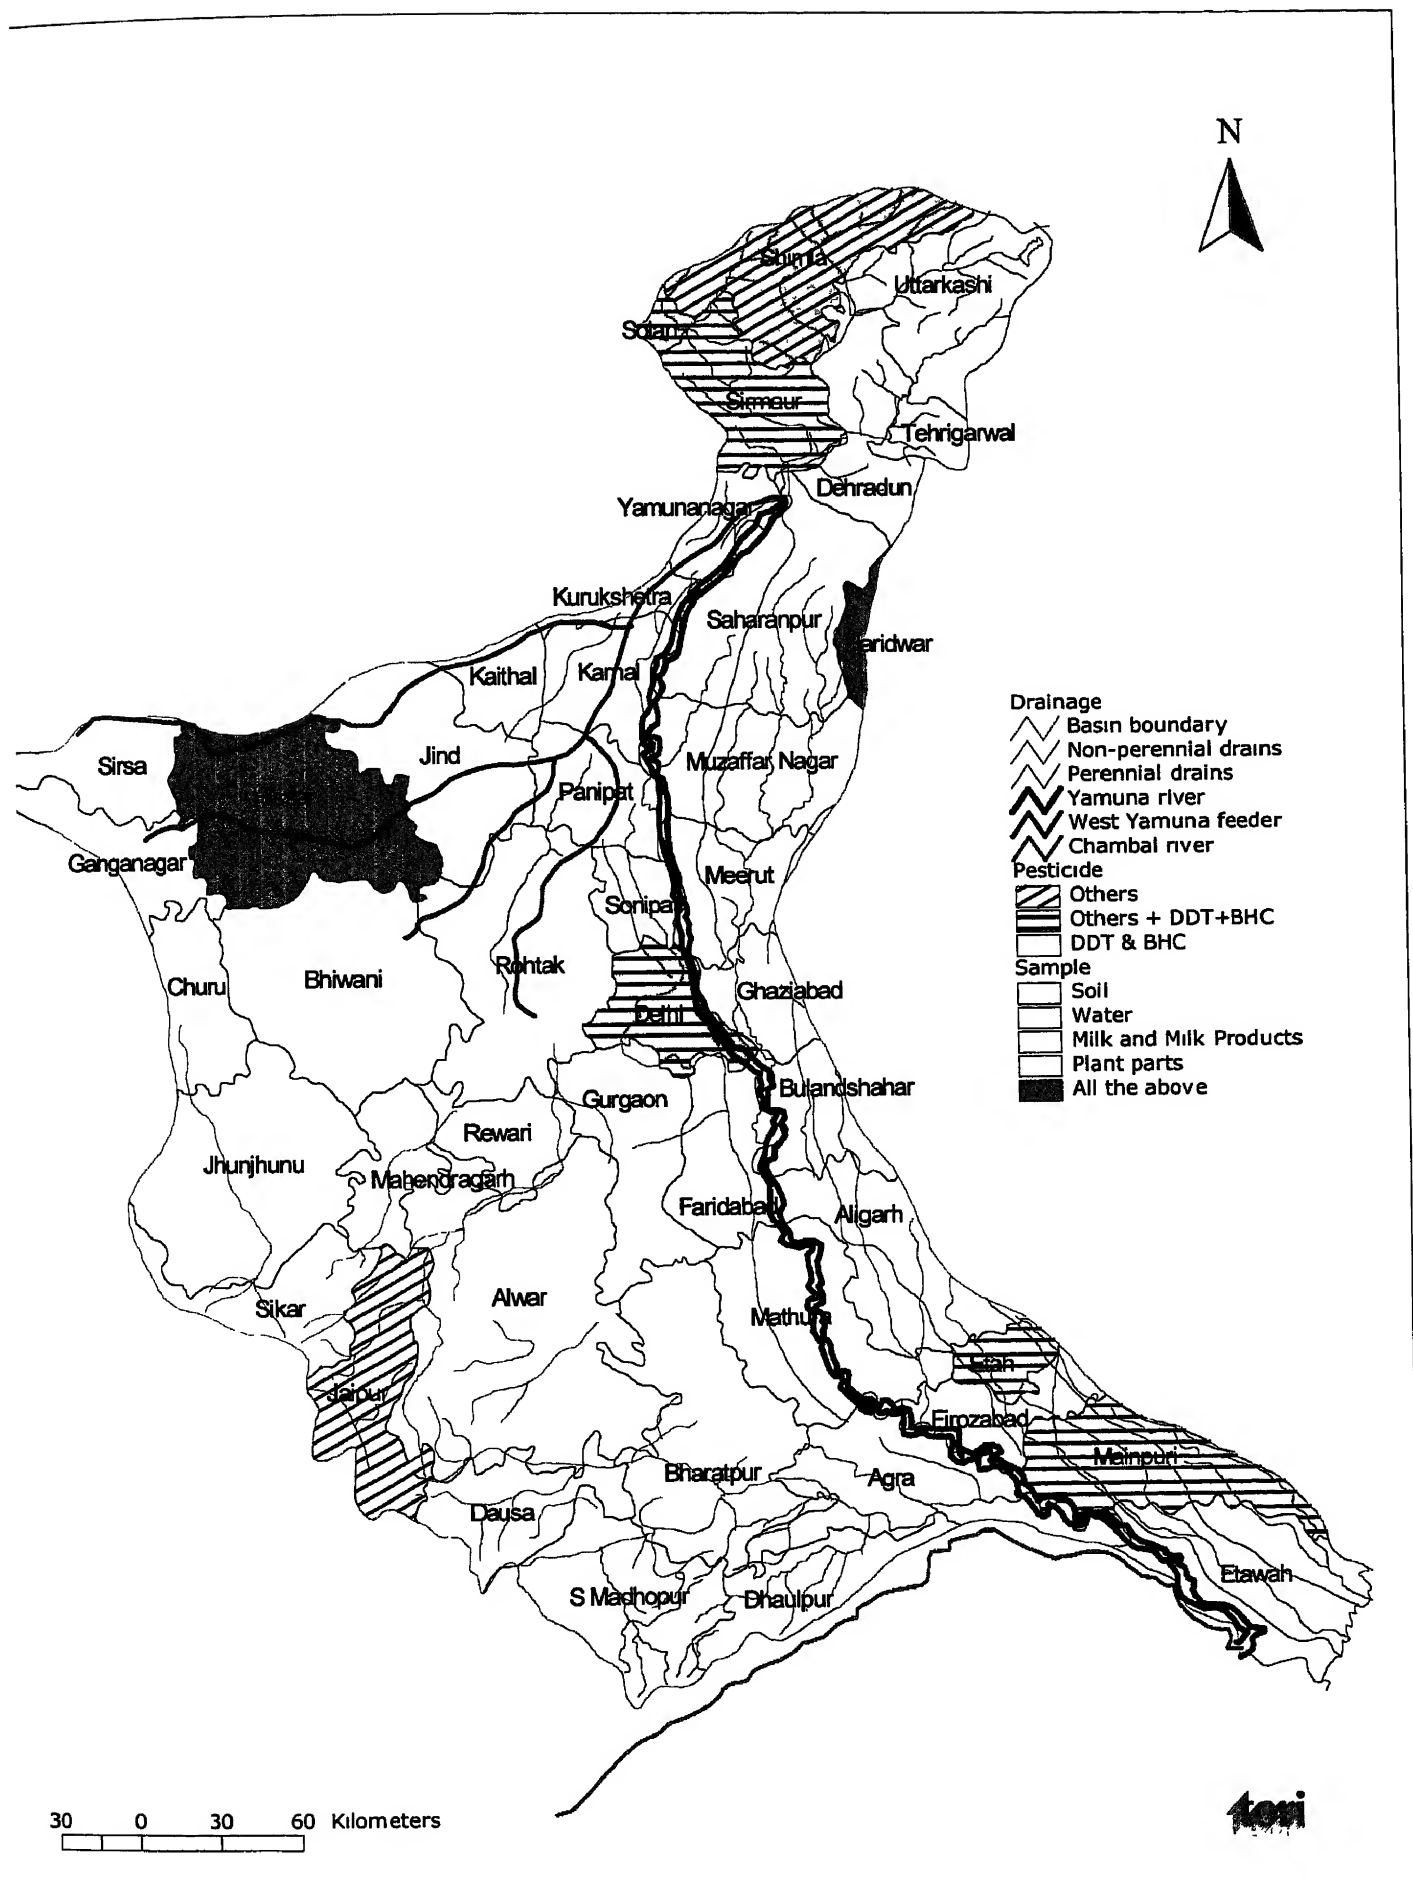 N
Shimla
Uttarkashi
Solan
Sirmaur
Tehrigarwal
Dehradun
Yamunanagar
Kurukshetra
Saharanpur
aridwar
Kaithal
Karnal
Drainage
Basin boundary
Non-perennial drains
Perennial drains
Yamuna river
West Yamuna feeder
Chambal river
Pesticide
Others
Others + DDT+BHC
DDT & BHC
Sample
Soil
Water
Milk and Milk Products
Plant parts
All the above
Sirsa
Jind
Muzaffar Nagar
Panipat
Ganganagar
Meerut
Sonipat
Churu
Bhiwani
Rohtak
Ghaziabad
Delhi
Bulandshahar
Gurgaon
Rewari
Jhunjhunu
Mahendragarh
Faridabad
Aligarh
Sikar
Alwar
Mathura
Etah
Jaipur
Firozabad
Mainpuri
Bharatpur
Agra
Dausa
Etawah
S Madhopur
Dhaulpur
30 0 30 60 Kilometers